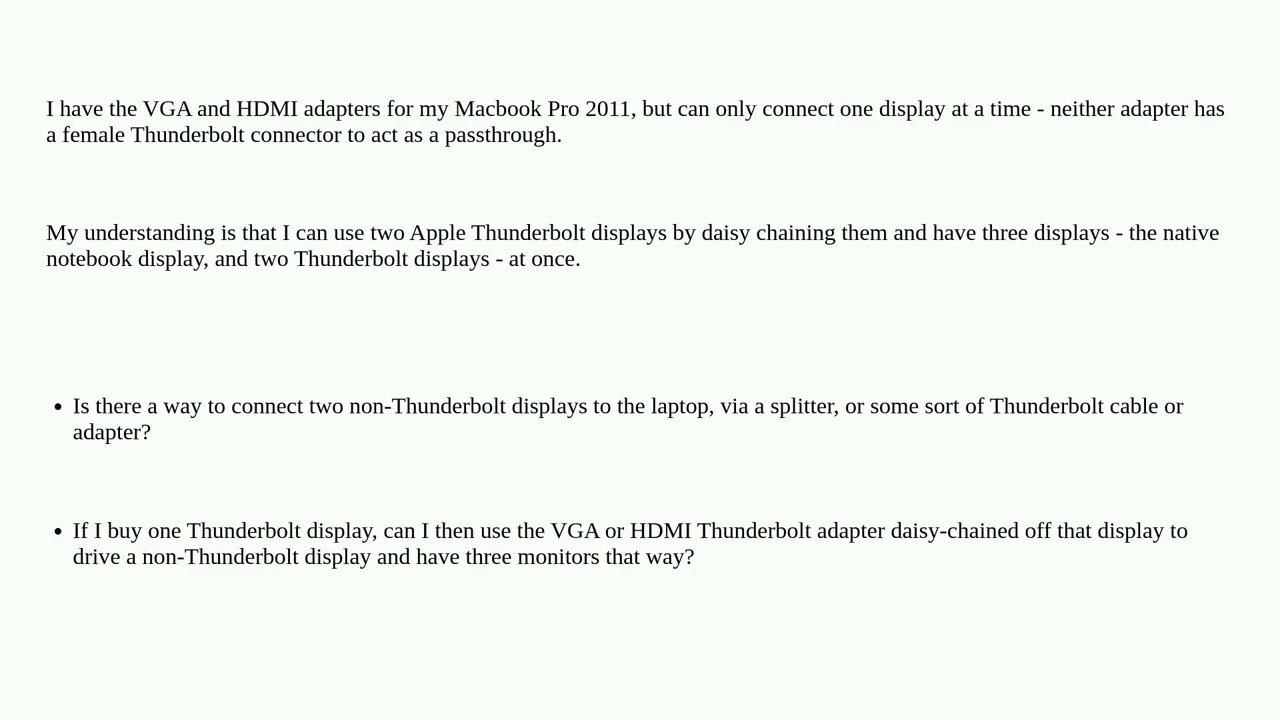 I have the VGA and HDMI adapters for my Macbook Pro 2011, but can only connect one display at a time - neither adapter has
a female Thunderbolt connector to act as a passthrough.
My understanding is that I can use two Apple Thunderbolt displays by daisy chaining them and have three displays - the native
notebook display, and two Thunderbolt displays - at once.
• Is there a way to connect two non-Thunderbolt displays to the laptop, via a splitter, or some sort of Thunderbolt cable or
adapter?
• If I buy one Thunderbolt display, can I then use the VGA or HDMI Thunderbolt adapter daisy-chained off that display to
drive a non-Thunderbolt display and have three monitors that way?